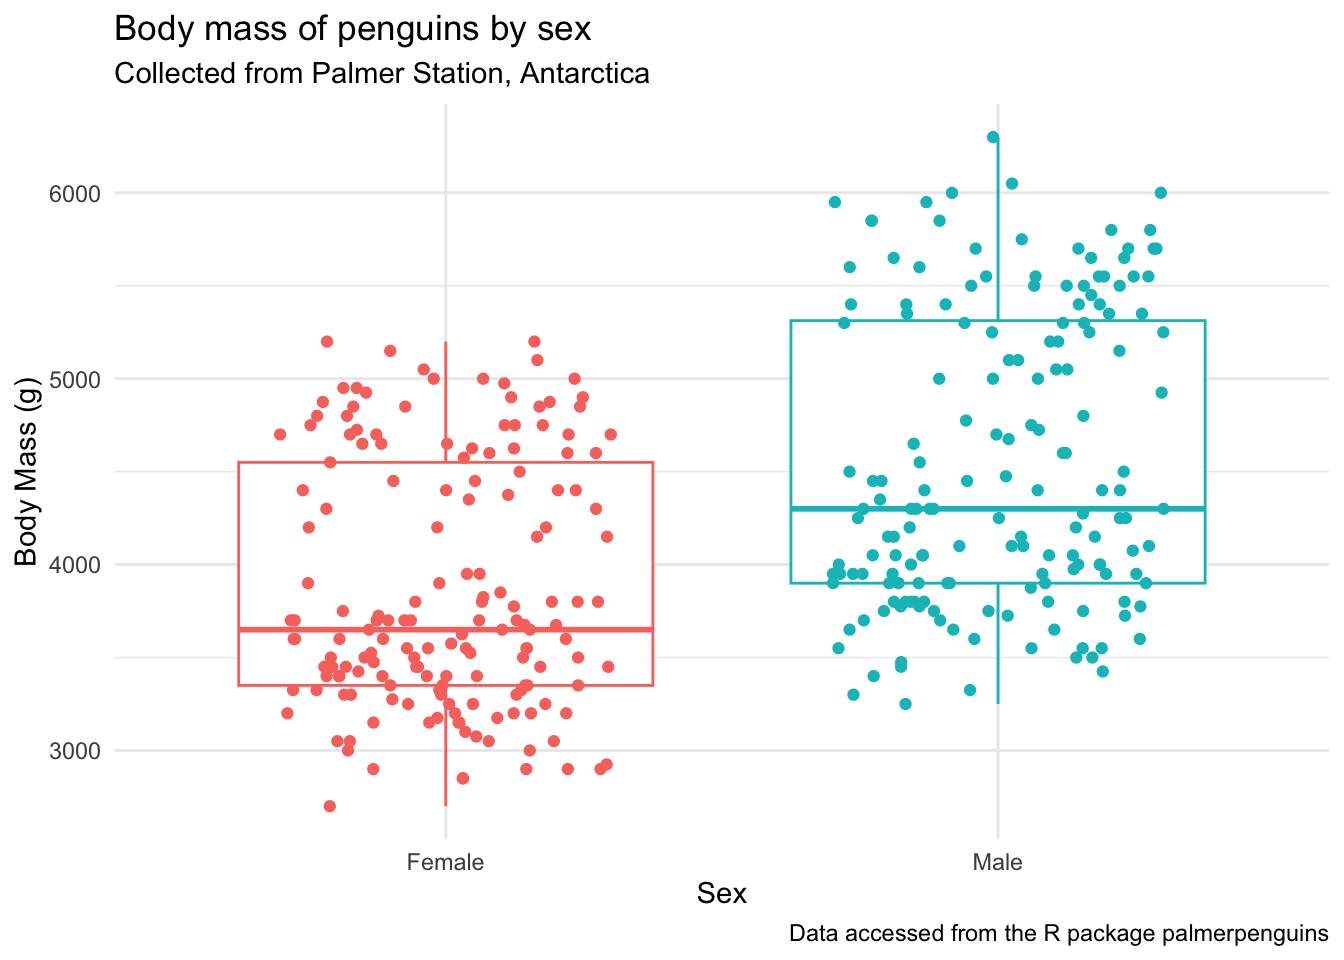 Body mass of penguins by sex
Collected from Palmer Station, Antarctica
6000
5000
4000
3000
Body Mass (g)
Female
Male
Sex
Data accessed from the R package palmerpenguins